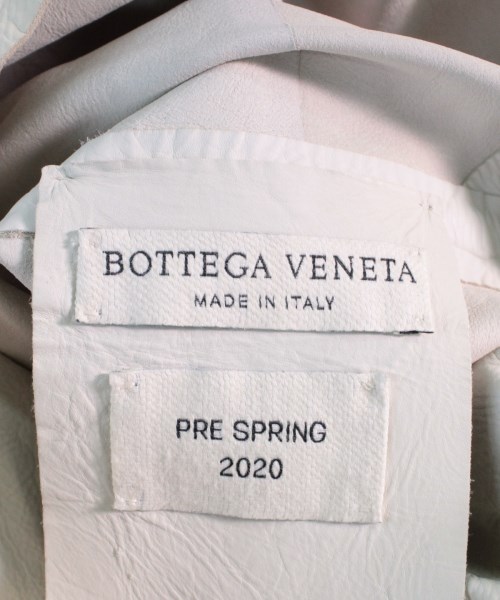 BOTTEGA VENETA
MADE IN ITALY
PRE SPRING
2020